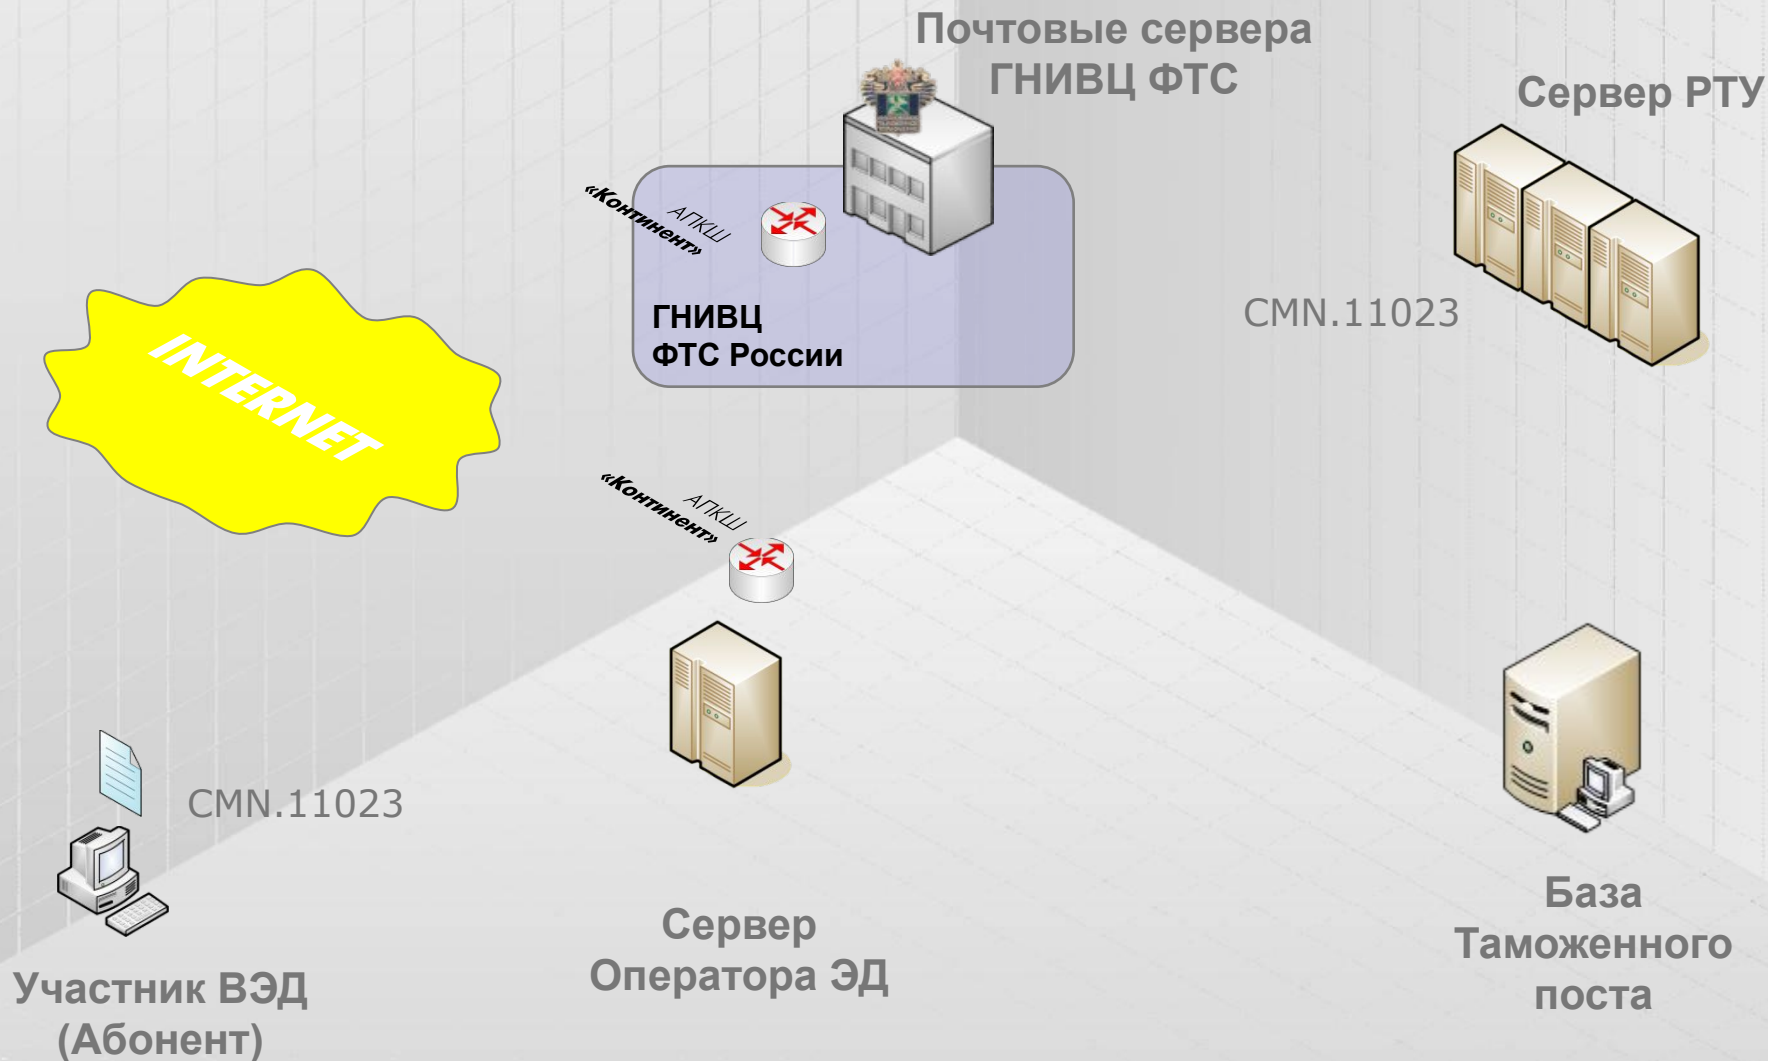 Почтовые сервера
ГНИВЦ ФТС
Сервер РТУ
АПКШ
«Континент»
ГНИВЦ
ФТС России
CMN.11023
INTERNET
АПКШ
«Континент»
CMN.11023
Сервер
Оператора ЭД
База
Таможенного
поста
Участник ВЭД
(Абонент)